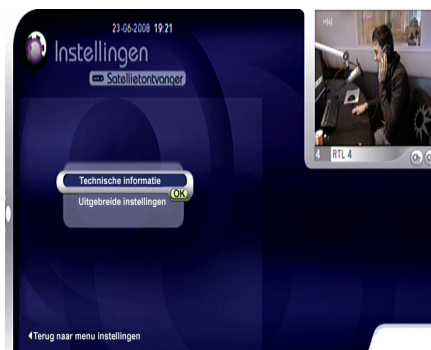 23-06-2008 19:21
Instellingen
Satellietontvanger
Technische informatie
OK
Uitgebreide instellingen
4 RTL 4
Ch-
Terug naar menu instellingen